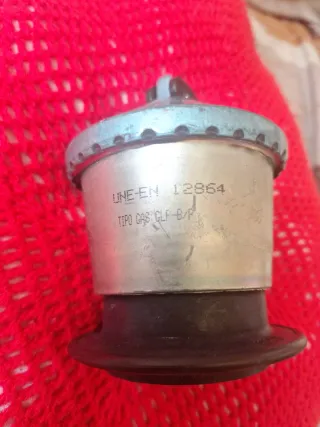 UNE-EN 12864
TIPO GAS GLP-B/P